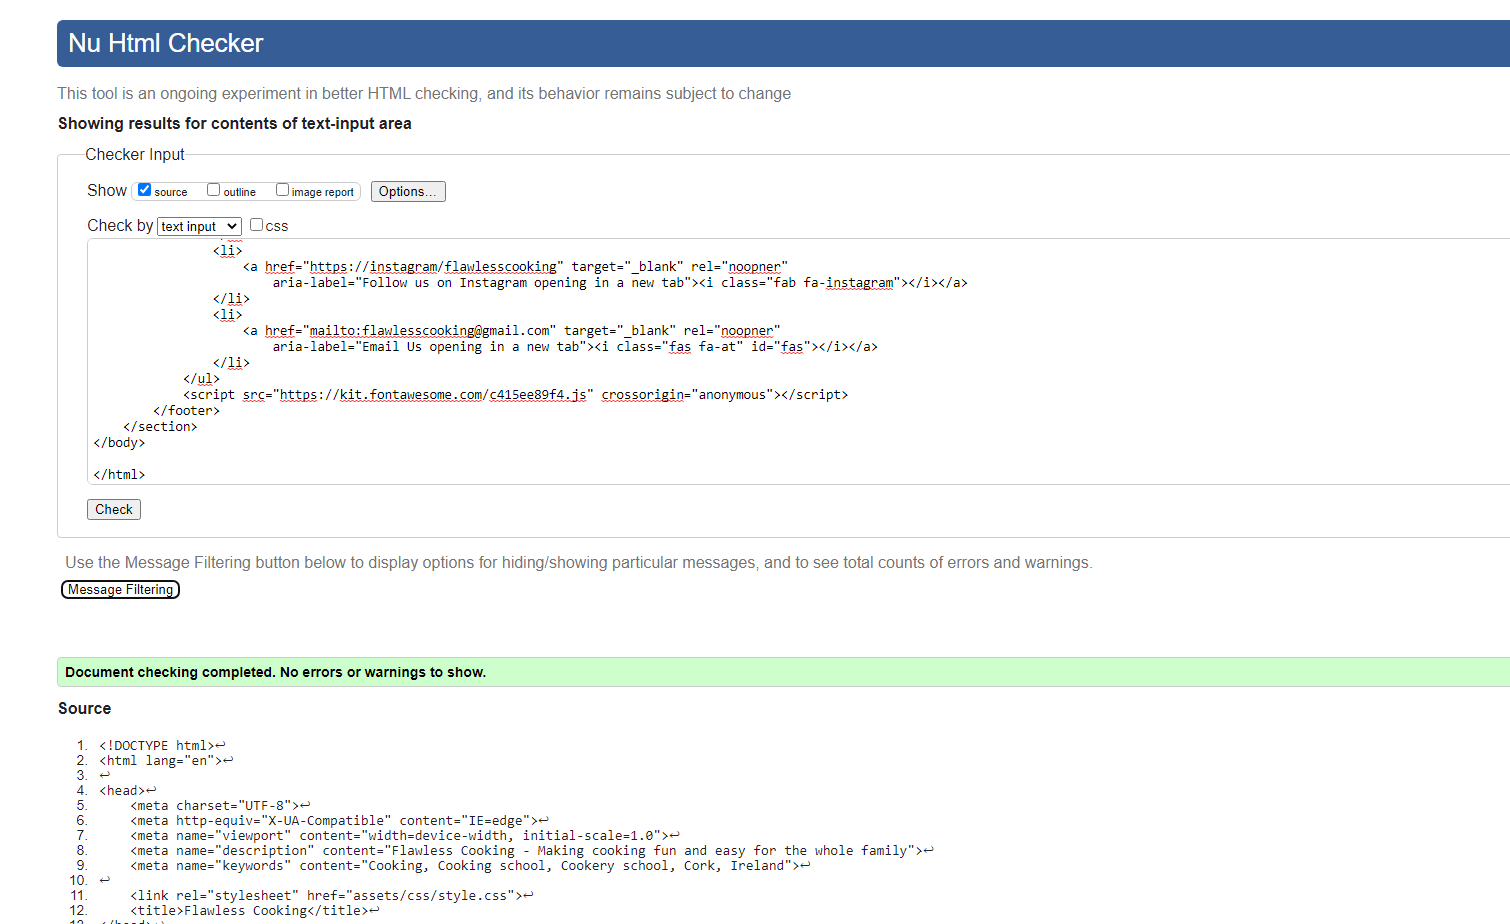 Nu Html Checker
This tool is an ongoing experiment in better HTML checking, and its behavior remains subject to change
Showing results for contents of text-input area
Checker Input
Show source outline image report Options...
Check by text input css
<li>
<a href="https://instagram/flawlesscooking" target="_blank" rel="noopner"
aria-label="Follow us on Instagram opening in a new tab"><i class="fab fa-instagram"></i></a>
</li>
<li>
<a href="mailto:flawlesscooking@gmail.com" target="_blank" rel="noopner"
aria-label="Email Us opening in a new tab"><i class="fas fa-at" id="fas"></i></a>
</li>
</ul>
<script src="https://kit.fontawesome.com/c415ee89f4.js" crossorigin="anonymous"></script>
</footer>
</section>
</body>
</html>
Check
Use the Message Filtering button below to display options for hiding/showing particular messages, and to see total counts of errors and warnings.
Message Filtering
Document checking completed. No errors or warnings to show.
Source
1. <!DOCTYPE html>↩
2. <html lang="en">↩
3. ↩
4. <head>↩
5. <meta charset="UTF-8">↩
6. <meta http-equiv="X-UA-Compatible" content="IE=edge">↩
7. <meta name="viewport" content="width=device-width, initial-scale=1.0">↩
8. <meta name="description" content="Flawless Cooking - Making cooking fun and easy for the whole family">↩
9. <meta name="keywords" content="Cooking, Cooking school, Cookery school, Cork, Ireland">↩
10. ↩
11. <link rel="stylesheet" href="assets/css/style.css">↩
12. <title>Flawless Cooking</title>↩